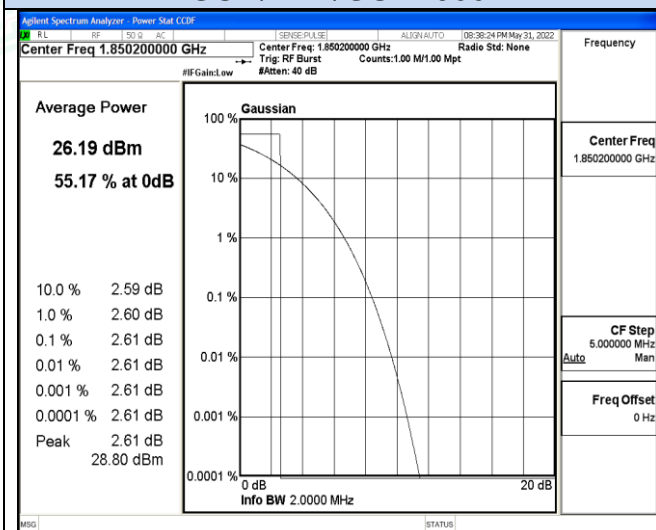 Agilent Spectrum Analyzer - Power Stat CCDF
RL RF 50 Ω AC SENSE:PULSE ALIGN AUTO 08:38:24 PM May 31, 2022
Center Freq 1.850200000 GHz
Center Freq: 1.850200000 GHz Radio Std: None
Trig: RF Burst Counts:1.00 M/1.00 Mpt
#IFGain:Low #Atten: 40 dB
Frequency
Average Power
26.19 dBm
55.17 % at 0dB
10.0 % 2.59 dB
1.0 % 2.60 dB
0.1 % 2.61 dB
0.01 % 2.61 dB
0.001 % 2.61 dB
0.0001 % 2.61 dB
Peak 2.61 dB
28.80 dBm
Gaussian
100 %
10 %
1 %
0.1 %
0.01 %
0.001 %
0.0001 %
0 dB 20 dB
Info BW 2.0000 MHz
Center Freq
1.850200000 GHz
CF Step
5.000000 MHz
Auto Man
Freq Offset
0 Hz
MSG STATUS